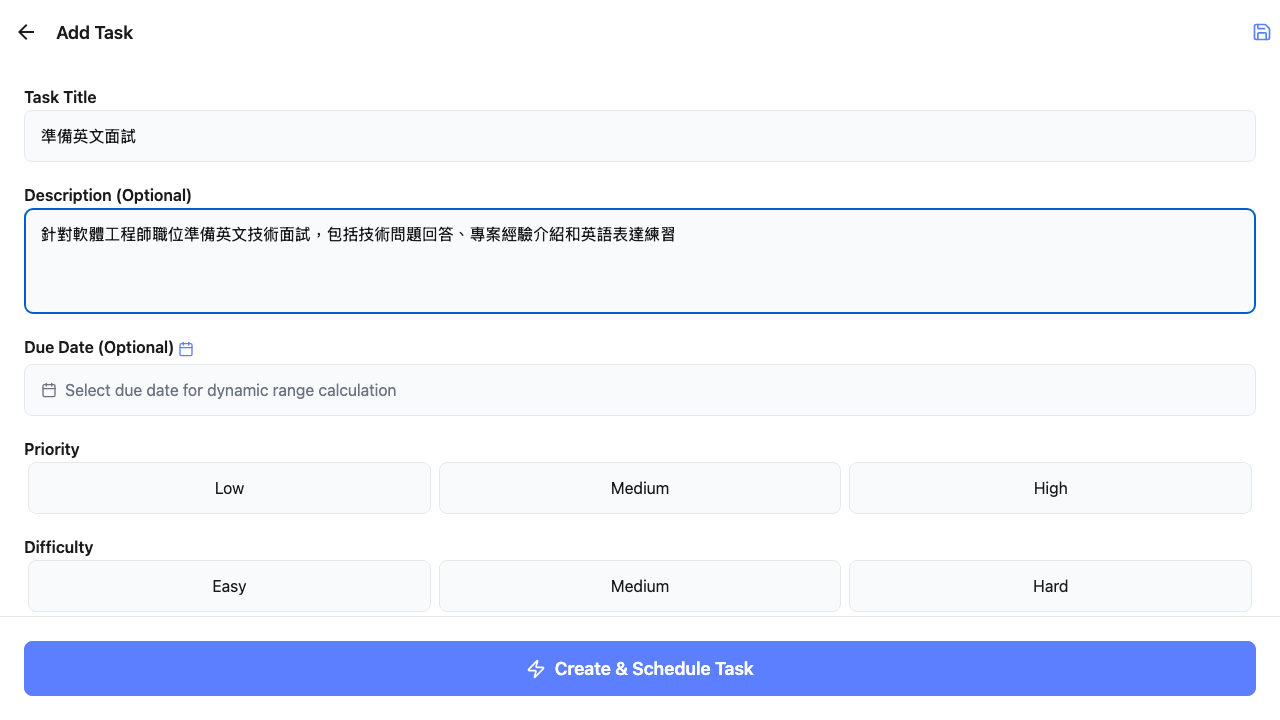 Add Task
Task Title
準備英文面試
Description (Optional)
針對軟體工程師職位準備英文技術面試，包括技術問題回答、專案經驗介紹和英語表達練習
Due Date (Optional)
Select due date for dynamic range calculation
Priority
Low
Medium
High
Difficulty
Easy
Medium
Hard
Create & Schedule Task